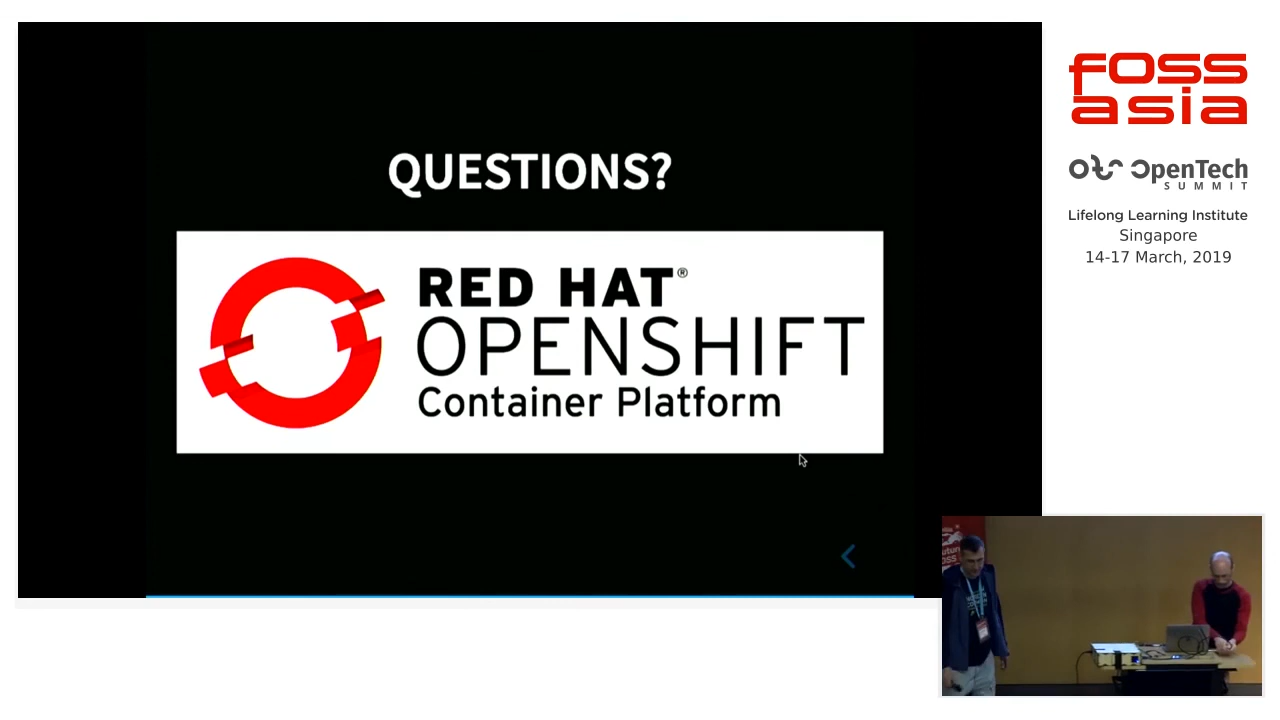 QUESTIONS?
RED HAT®
OPENSHIFT
Container Platform
fOSS
asia
OpenTech
SUMMIT
Lifelong Learning Institute
Singapore
14-17 March, 2019